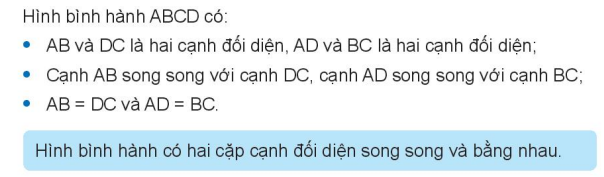 Hình bình hành ABCD có:
• AB và DC là hai cạnh đối diện, AD và BC là hai cạnh đối diện;
• Cạnh AB song song với cạnh DC, cạnh AD song song với cạnh BC;
• AB = DC và AD = BC.
Hình bình hành có hai cặp cạnh đối diện song song và bằng nhau.